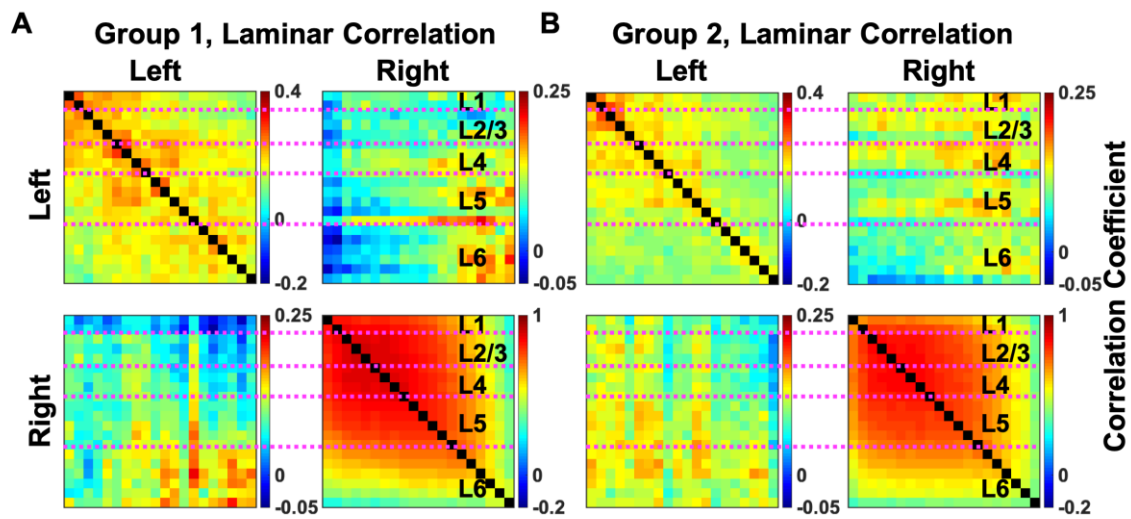 A
Group 1, Laminar Correlation
Left
Right
B
Group 2, Laminar Correlation
Left
Right
Left
0.4
0
-0.2
L1
L2/3
L4
L5
L6
0.25
0
-0.05
0.4
0
-0.2
L1
L2/3
L4
L5
L6
0.25
0
-0.05
Right
0.25
0
-0.05
L1
L2/3
L4
L5
L6
1
0
-0.2
0.25
0
-0.05
L1
L2/3
L4
L5
L6
1
0
-0.2
Correlation Coefficient